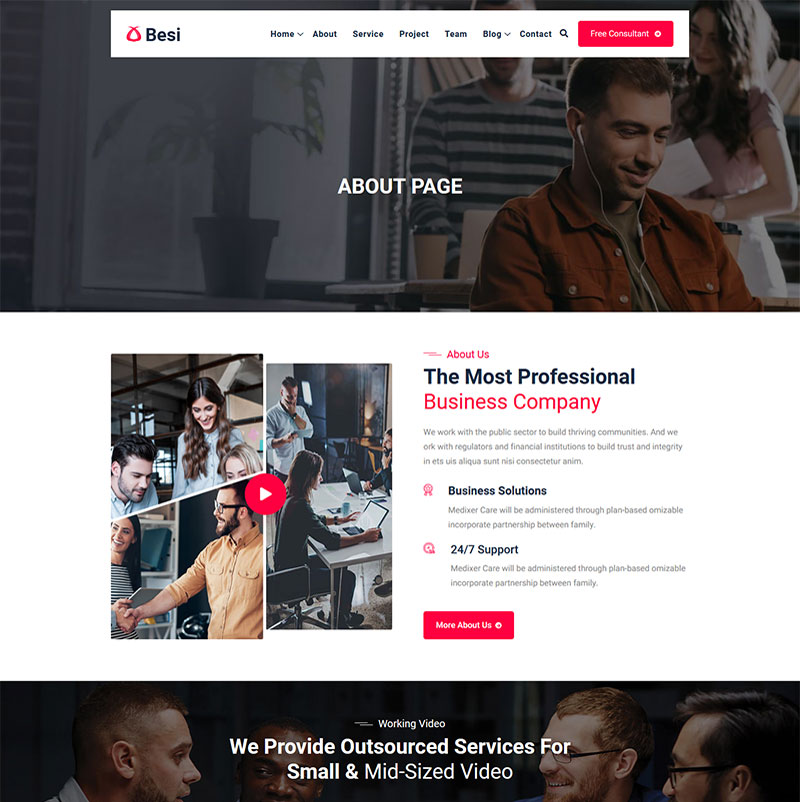 Besi
Home About Service Project Team Blog Contact Free Consultant
ABOUT PAGE
About Us
The Most Professional
Business Company
We work with the public sector to build thriving communities. And we
ork with regulators and financial institutions to build trust and integrity
in ets uis aliqua sunt nisi consectetur anim.
Business Solutions
Medixer Care will be administered through plan-based omizable
incorporate partnership between family.
24/7 Support
Medixer Care will be administered through plan-based omizable
incorporate partnership between family.
More About Us
Working Video
We Provide Outsourced Services For
Small & Mid-Sized Video